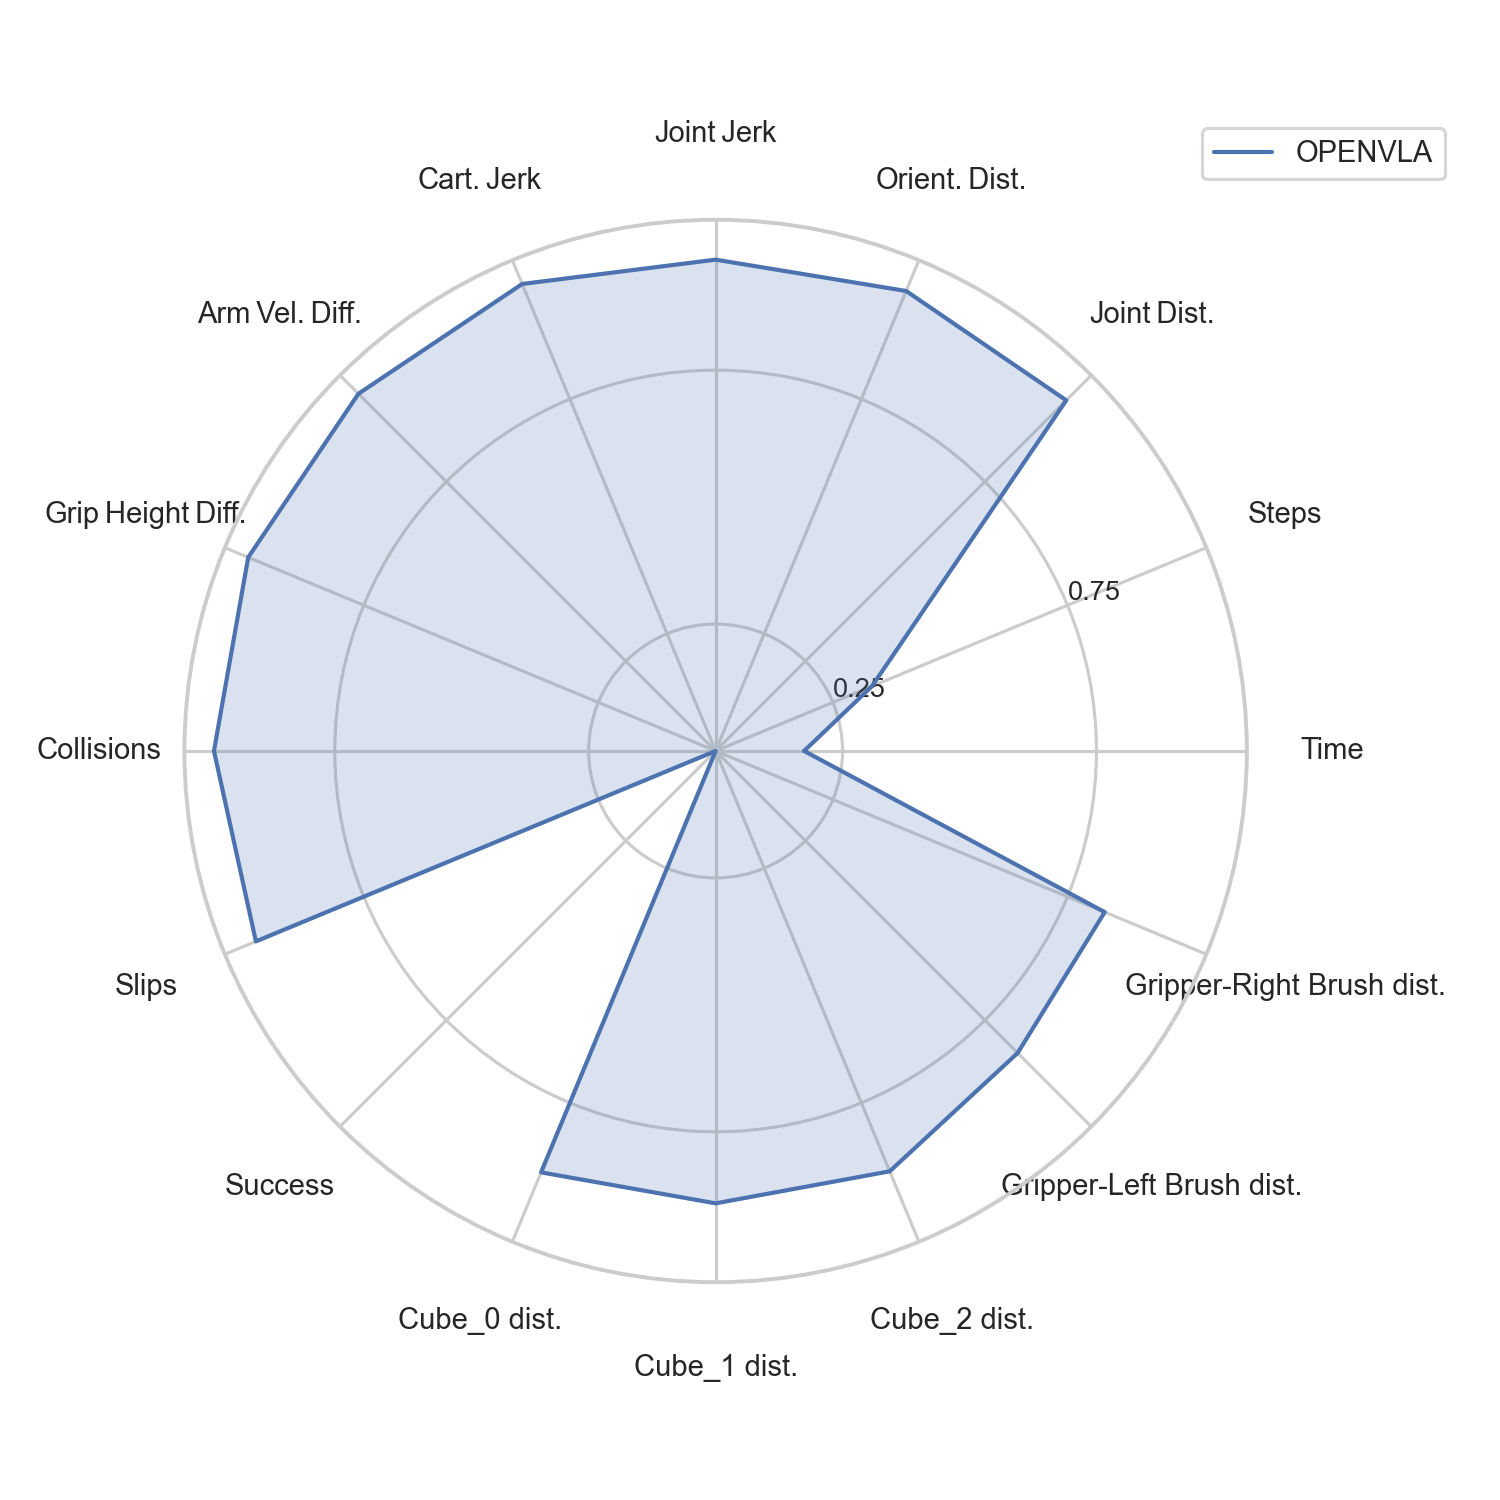 Joint Jerk
OPENVLA
Cart. Jerk
Orient. Dist.
Arm Vel. Diff.
Joint Dist.
Grip Height Diff.
Steps
0.75
0.25
Collisions
Time
Slips
Gripper-Right Brush dist.
Success
Gripper-Left Brush dist.
Cube_0 dist.
Cube_2 dist.
Cube_1 dist.